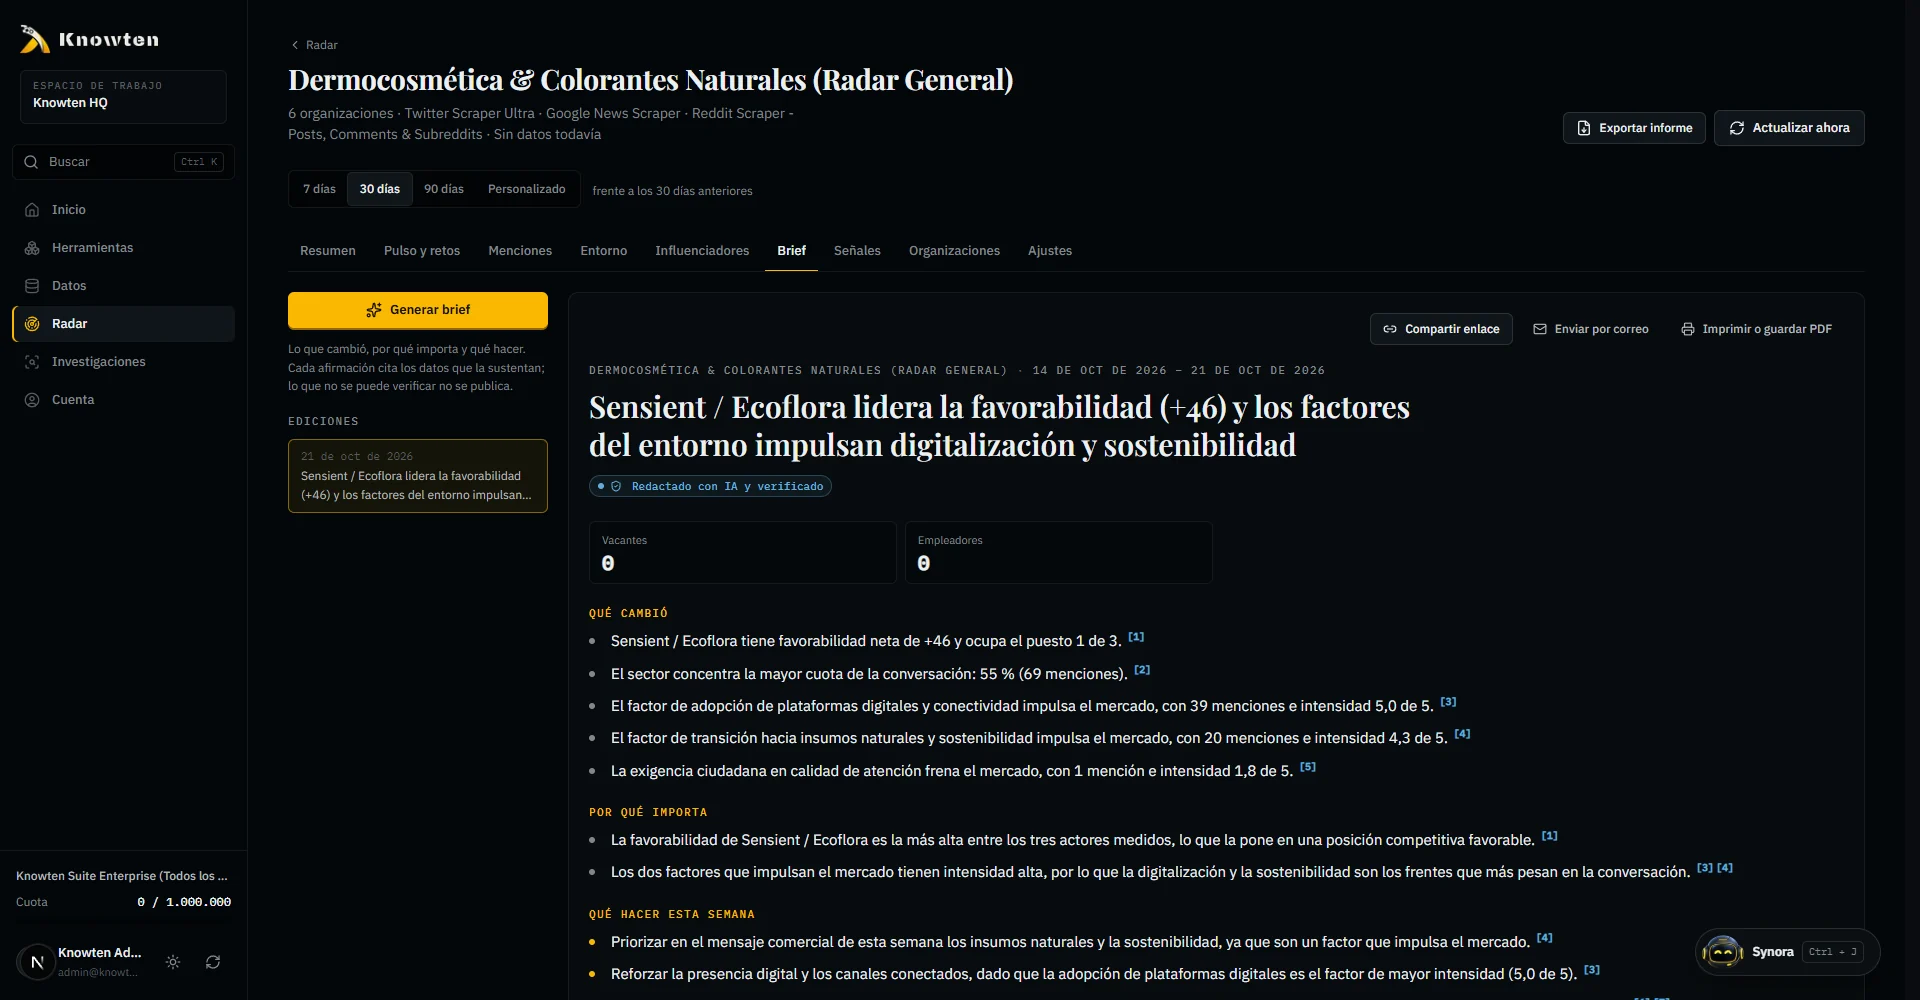 Knowten
ESPACIO DE TRABAJO
Knowten HQ
Buscar
Ctrl K
Inicio
Herramientas
Datos
Radar
Investigaciones
Cuenta
Knowten Suite Enterprise (Todos los ...
Cuota
0 / 1.000.000
N
Knowten Ad...
admin@knowt...
Radar
Dermocosmética & Colorantes Naturales (Radar General)
6 organizaciones · Twitter Scraper Ultra · Google News Scraper · Reddit Scraper -
Posts, Comments & Subreddits · Sin datos todavía
Exportar informe
Actualizar ahora
7 días
30 días
90 días
Personalizado
frente a los 30 días anteriores
Resumen
Pulso y retos
Menciones
Entorno
Influenciadores
Brief
Señales
Organizaciones
Ajustes
Generar brief
Lo que cambió, por qué importa y qué hacer.
Cada afirmación cita los datos que la sustentan;
lo que no se puede verificar no se publica.
EDICIONES
21 de oct de 2026
Sensient / Ecoflora lidera la favorabilidad
(+46) y los factores del entorno impulsan...
Compartir enlace
Enviar por correo
Imprimir o guardar PDF
DERMOCOSMÉTICA & COLORANTES NATURALES (RADAR GENERAL) · 14 DE OCT DE 2026 – 21 DE OCT DE 2026
Sensient / Ecoflora lidera la favorabilidad (+46) y los factores
del entorno impulsan digitalización y sostenibilidad
Redactado con IA y verificado
Vacantes
0
Empleadores
0
QUÉ CAMBIÓ
Sensient / Ecoflora tiene favorabilidad neta de +46 y ocupa el puesto 1 de 3. [1]
El sector concentra la mayor cuota de la conversación: 55 % (69 menciones). [2]
El factor de adopción de plataformas digitales y conectividad impulsa el mercado, con 39 menciones e intensidad 5,0 de 5. [3]
El factor de transición hacia insumos naturales y sostenibilidad impulsa el mercado, con 20 menciones e intensidad 4,3 de 5. [4]
La exigencia ciudadana en calidad de atención frena el mercado, con 1 mención e intensidad 1,8 de 5. [5]
POR QUÉ IMPORTA
La favorabilidad de Sensient / Ecoflora es la más alta entre los tres actores medidos, lo que la pone en una posición competitiva favorable. [1]
Los dos factores que impulsan el mercado tienen intensidad alta, por lo que la digitalización y la sostenibilidad son los frentes que más pesan en la conversación. [3] [4]
QUÉ HACER ESTA SEMANA
Priorizar en el mensaje comercial de esta semana los insumos naturales y la sostenibilidad, ya que son un factor que impulsa el mercado. [4]
Reforzar la presencia digital y los canales conectados, dado que la adopción de plataformas digitales es el factor de mayor intensidad (5,0 de 5). [3]
Synora
Ctrl + J